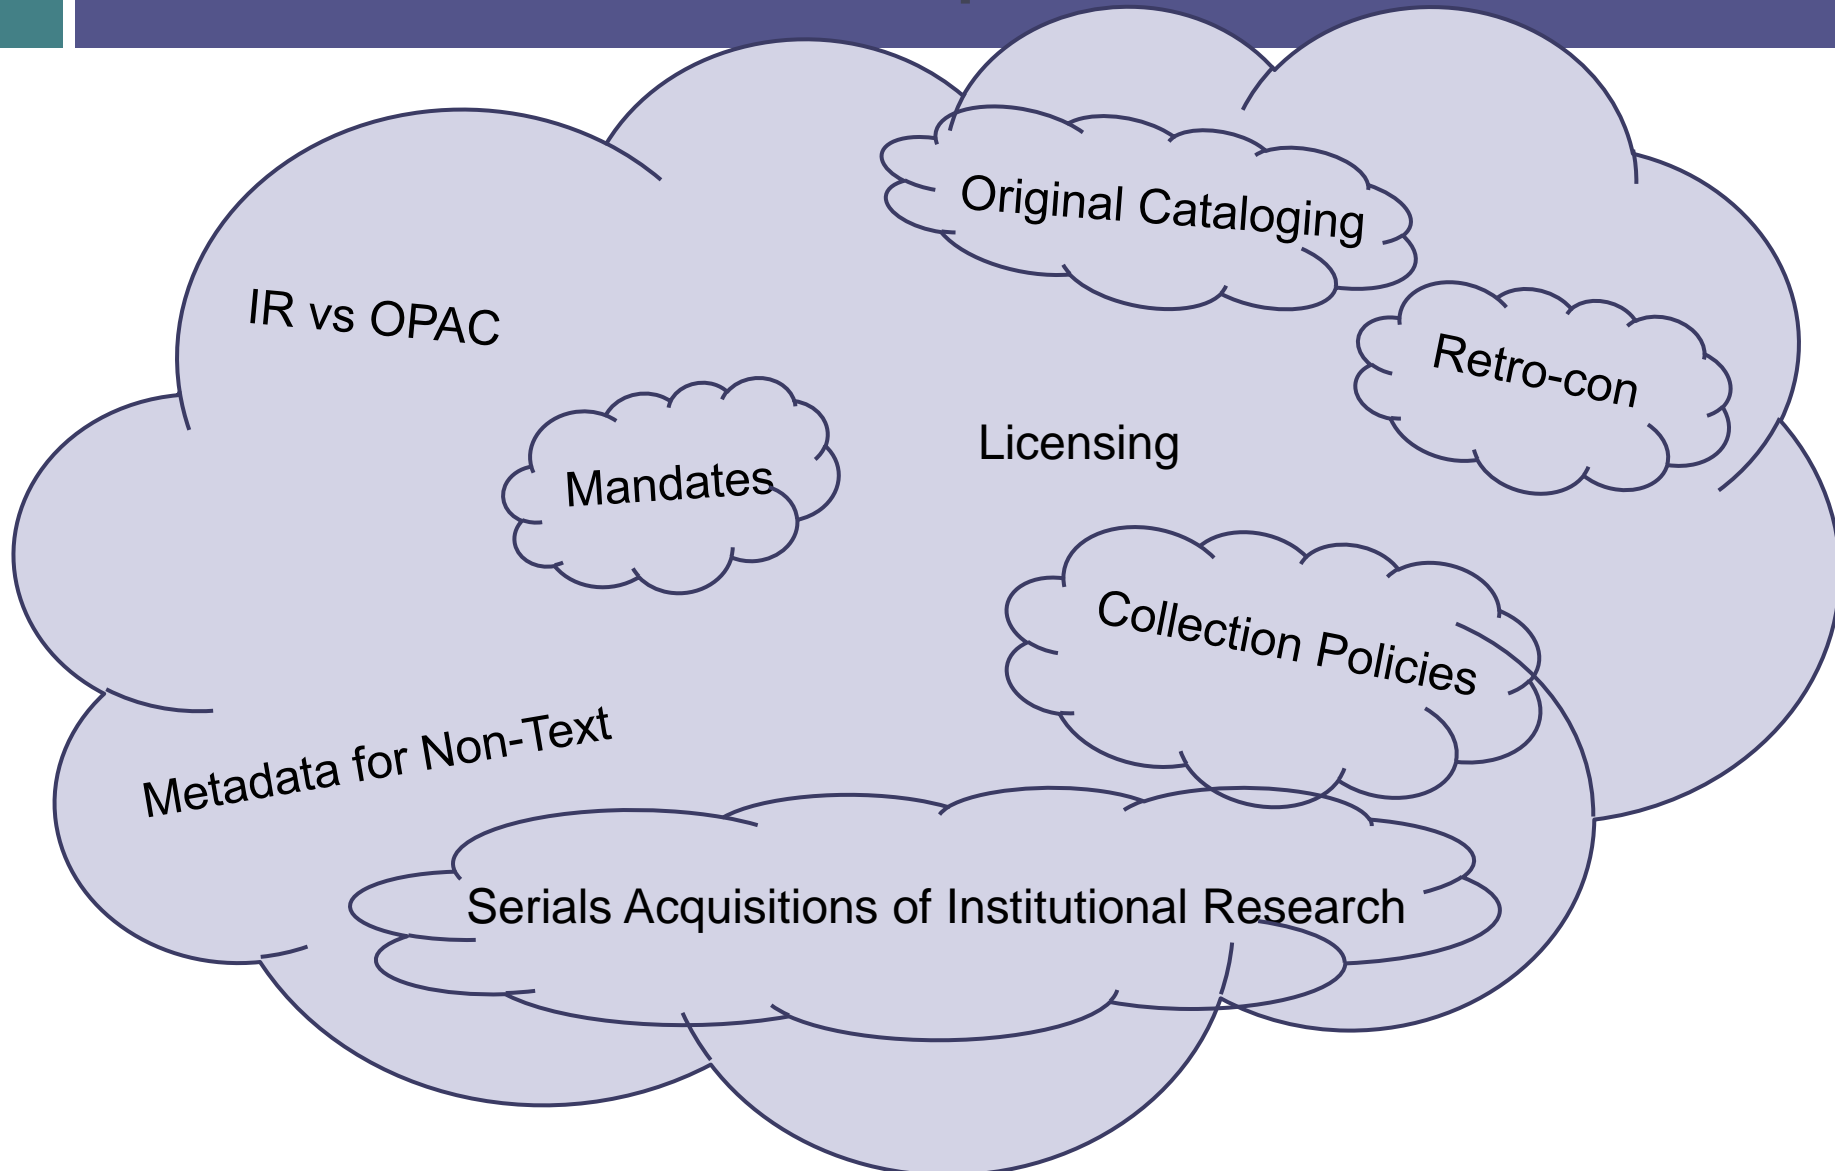 Original Cataloging
IR vs OPAC
Retro-con
Licensing
Mandates
Collection Policies
Metadata for Non-Text
Serials Acquisitions of Institutional Research